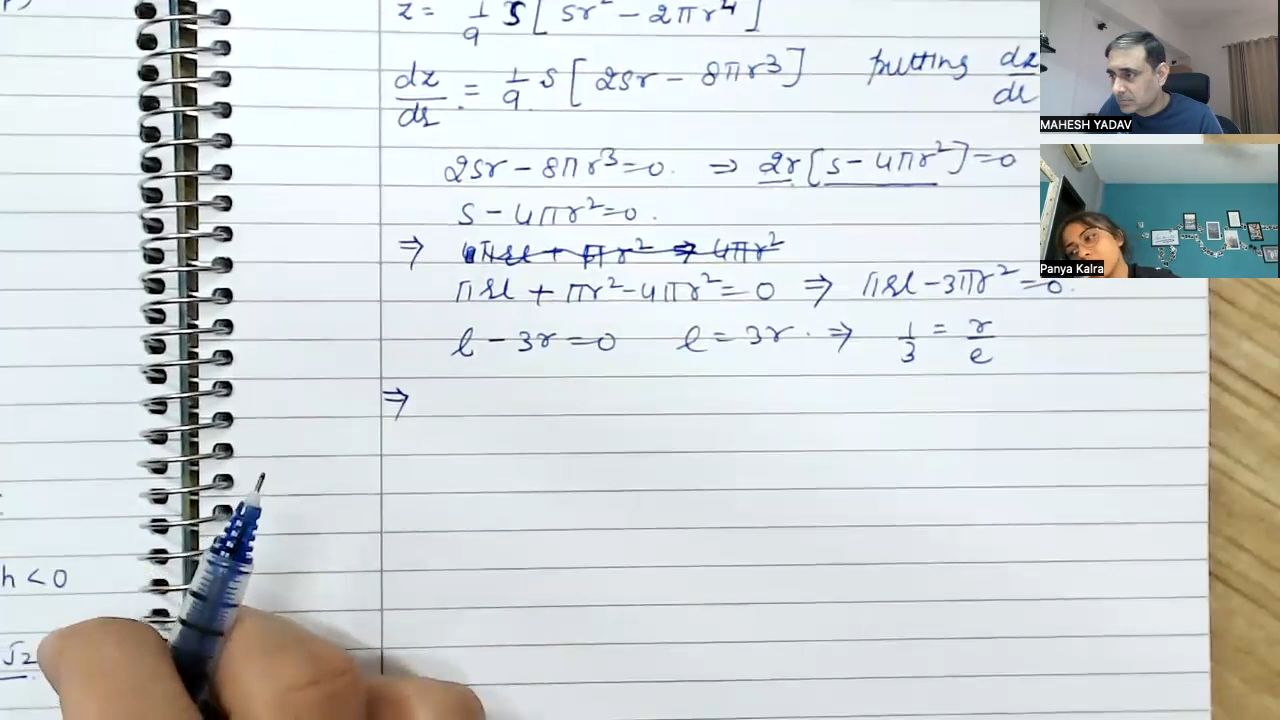 z = 1/9 S [ Sr² - 2πr⁴ ]
dz/dr = 1/9 S [ 2Sr - 8πr³ ] putting dz/dr
MAHESH YADAV
2Sr - 8πr³ = 0. ⇒ 2r [ S - 4πr² ] = 0
S - 4πr² = 0.
Panya Kalra
⇒
πrl + πr² - 4πr² = 0 ⇒ πrl - 3πr² = 0.
l - 3r = 0 l = 3r. ⇒ 1/3 = r/l
⇒
h < 0
√2